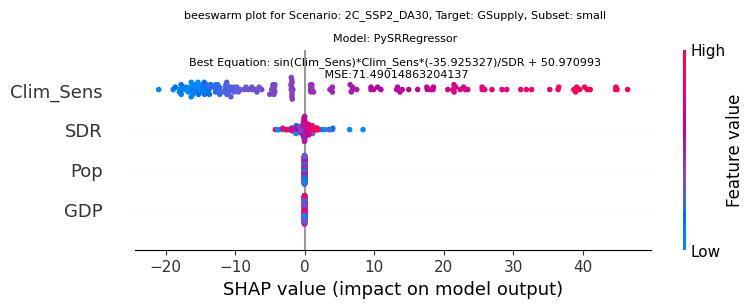 beeswarm plot for Scenario: 2C_SSP2_DA30, Target: GSupply, Subset: small
Model: PySRRegressor
Best Equation: sin(Clim_Sens)*Clim_Sens*(-35.925327)/SDR + 50.970993
MSE:71.49014863204137
High
Clim_Sens
SDR
Pop
GDP
Feature value
Low
−20
−10
0
10
20
30
40
SHAP value (impact on model output)